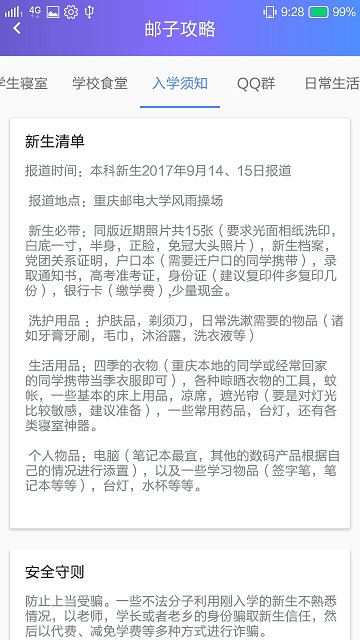 4G 9:28 99%
邮子攻略
学生寝室 学校食堂 入学须知 QQ群 日常生活
新生清单
报道时间：本科新生2017年9月14、15日报道
报道地点：重庆邮电大学风雨操场
新生必带：同版近期照片共15张（要求光面相纸洗印，
白底一寸，半身，正脸，免冠大头照片），新生档案，
党团关系证明，户口本（需要迁户口的同学携带），录
取通知书，高考准考证，身份证（建议复印件多复印几
份），银行卡（缴学费）,少量现金。
洗护用品 ：护肤品，剃须刀，日常洗漱需要的物品（诸
如牙膏牙刷，毛巾，沐浴露，洗衣液等）
生活用品：四季的衣物（重庆本地的同学或经常回家
的同学携带当季衣服即可），各种晾晒衣物的工具，蚊
帐，一些基本的床上用品，凉席，遮光帘（要是对灯光
比较敏感，建议准备），一些常用药品，台灯，还有各
类寝室神器。
个人物品：电脑（笔记本最宜，其他的数码产品根据自
己的情况进行添置），以及一些学习物品（签字笔，笔
记本等等），台灯，水杯等等。
安全守则
防止上当受骗。一些不法分子利用刚入学的新生不熟悉
情况，以老师，学长或者老乡的身份骗取新生信任，然
后以代费、减免学费等多种方式进行诈骗。